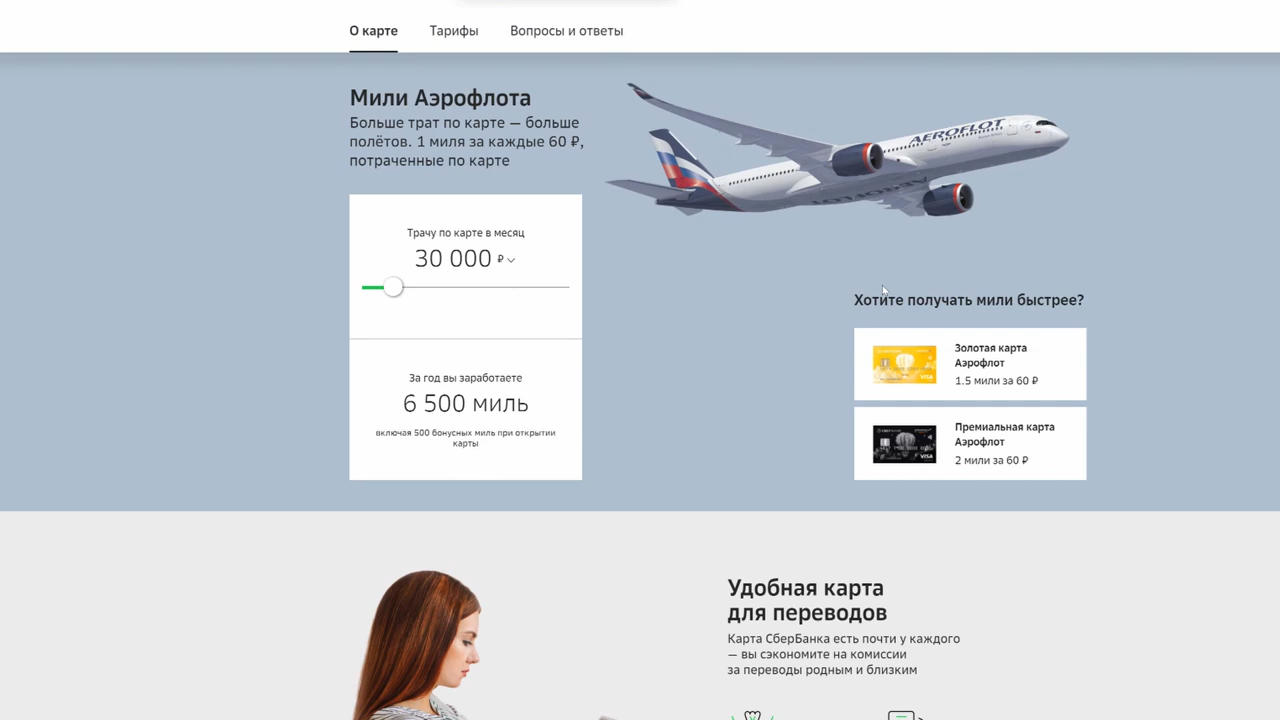 О карте
Тарифы
Вопросы и ответы
Мили Аэрофлота
Больше трат по карте — больше
полётов. 1 миля за каждые 60 ₽,
потраченные по карте
AEROFLOT
Трачу по карте в месяц
30 000 ₽
За год вы заработаете
6 500 миль
включая 500 бонусных миль при открытии
карты
Хотите получать мили быстрее?
Золотая карта
Аэрофлот
1.5 мили за 60 ₽
VISA
Премиальная карта
Аэрофлот
2 мили за 60 ₽
VISA
Удобная карта
для переводов
Карта СберБанка есть почти у каждого
— вы сэкономите на комиссии
за переводы родным и близким